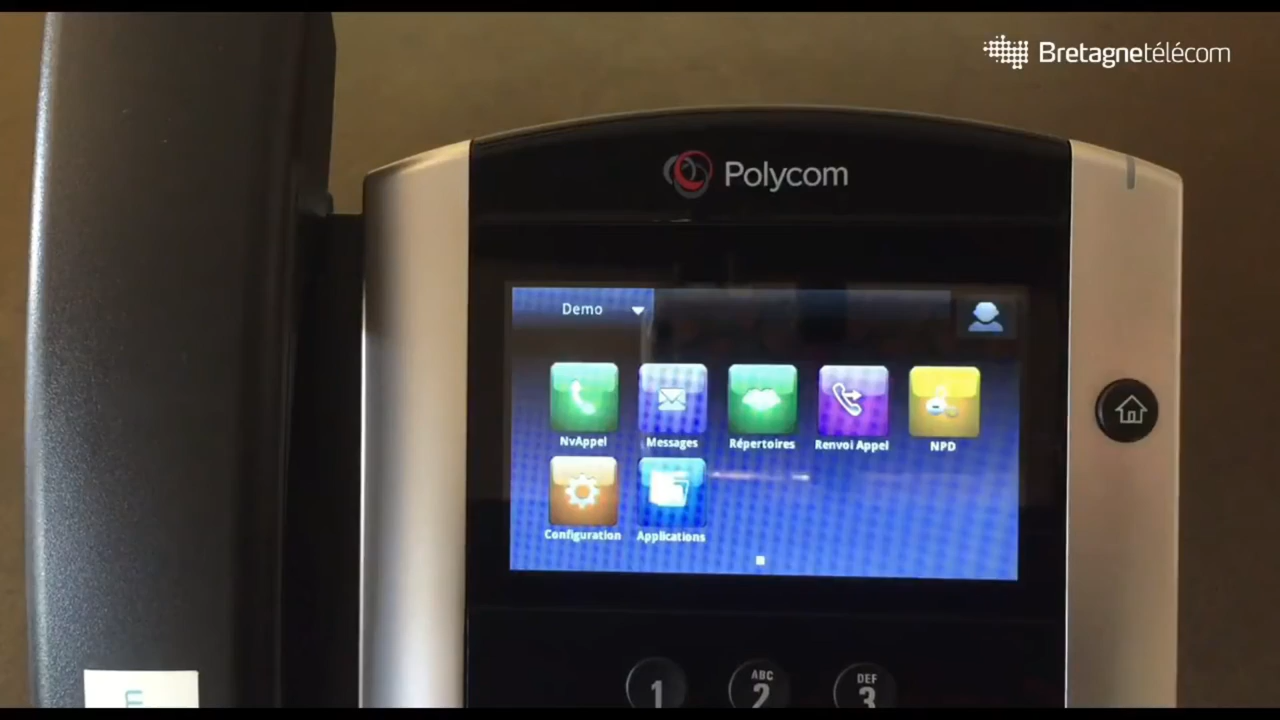 Bretagnetélécom
Polycom
Demo
NvAppel Messages Répertoires Renvoi Appel NPD
Configuration Applications
1 ABC 2 DEF 3
m